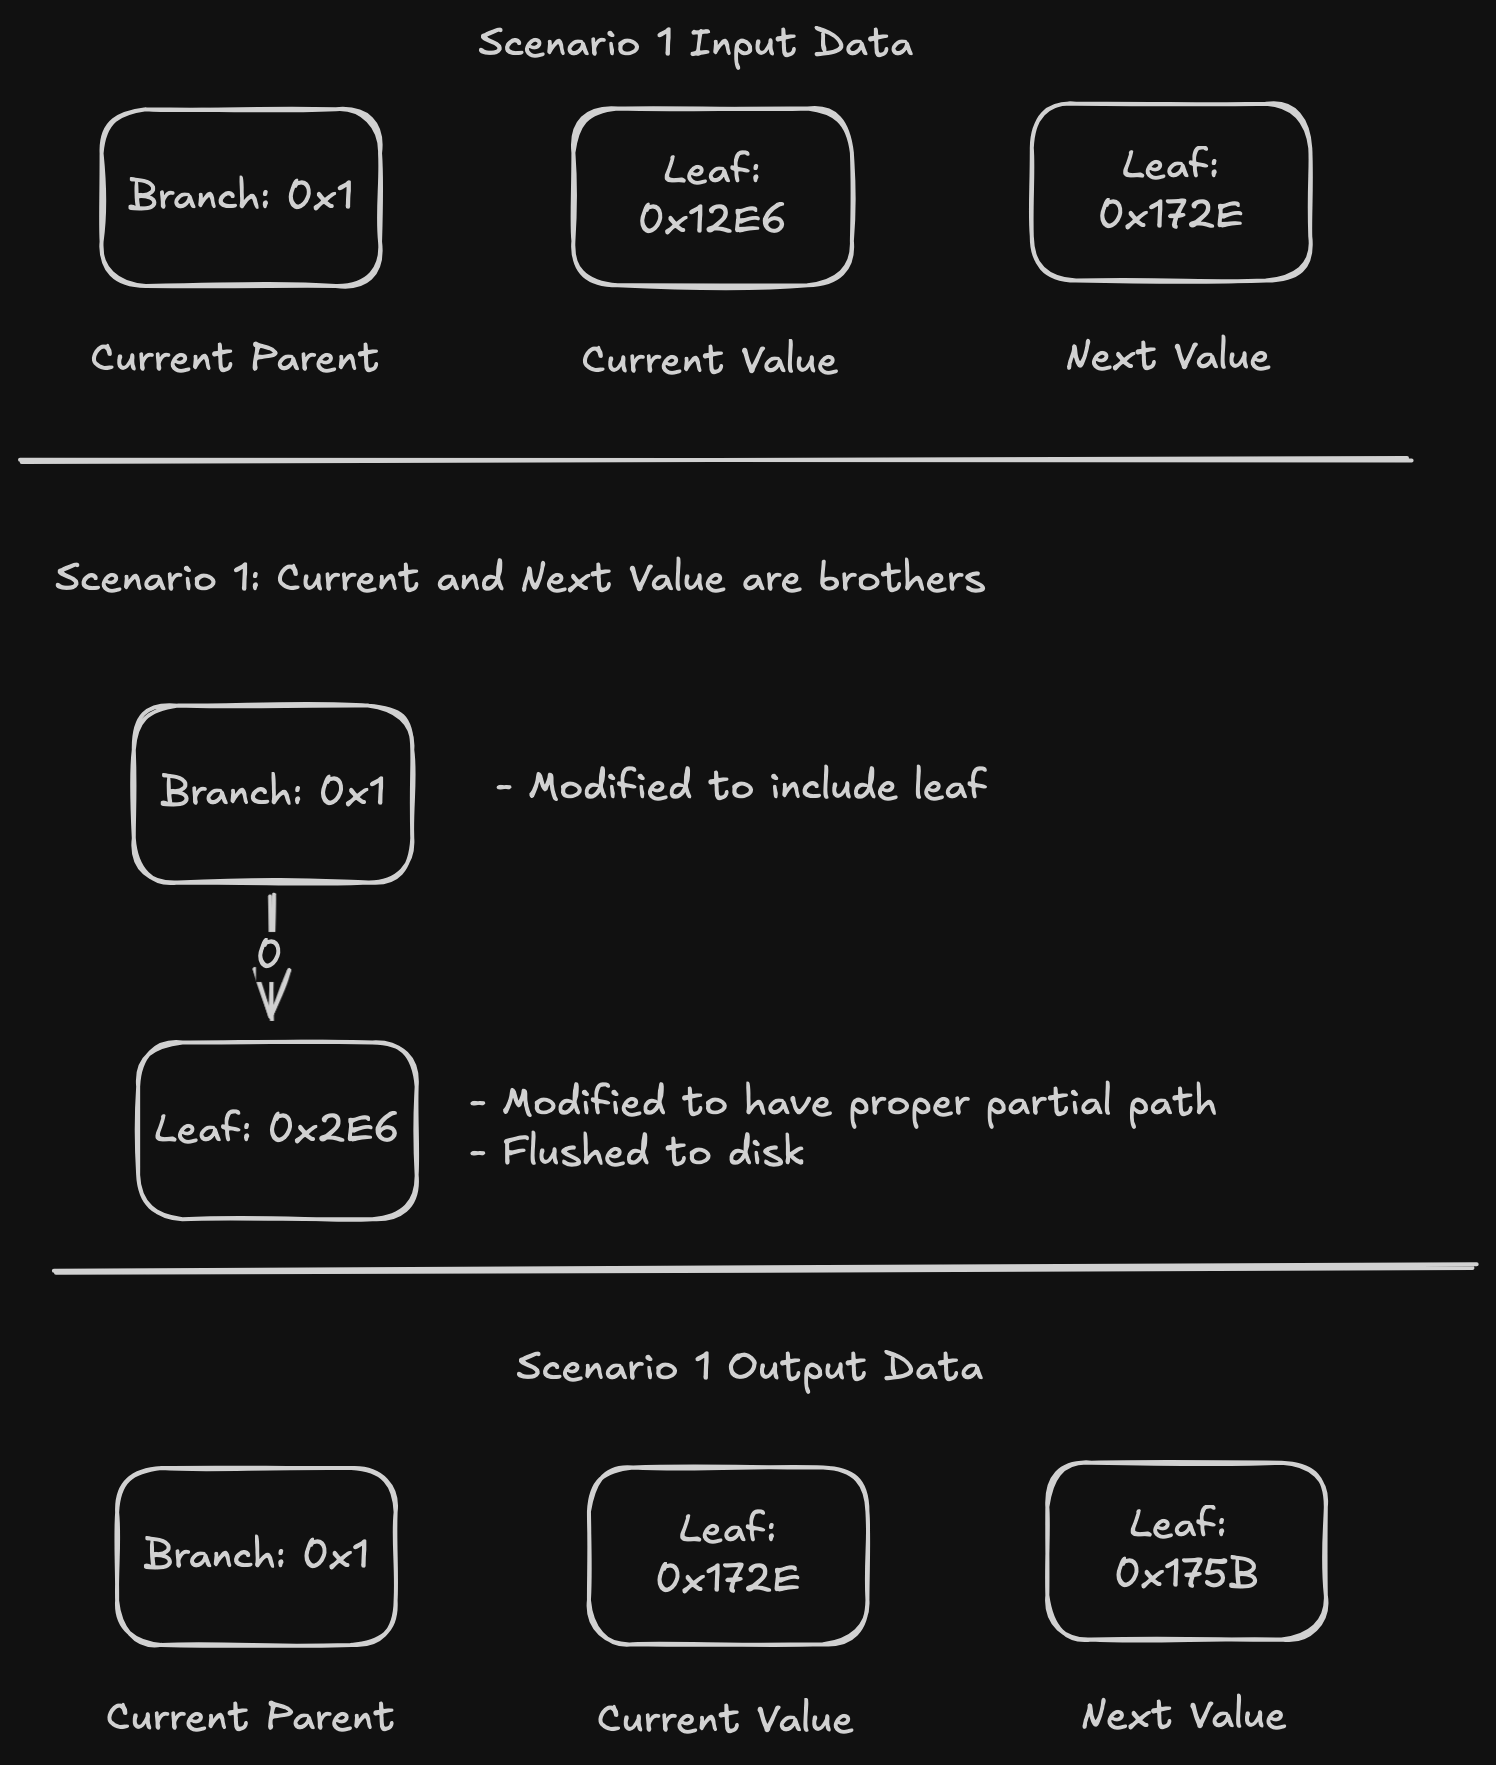 Scenario 1 Input Data
Branch: 0x1
Leaf:
0x12E6
Leaf:
0x172E
Current Parent
Current Value
Next Value
Scenario 1: Current and Next Value are brothers
Branch: 0x1
- Modified to include leaf
0
Leaf: 0x2E6
- Modified to have proper partial path
- Flushed to disk
Scenario 1 Output Data
Branch: 0x1
Leaf:
0x172E
Leaf:
0x175B
Current Parent
Current Value
Next Value